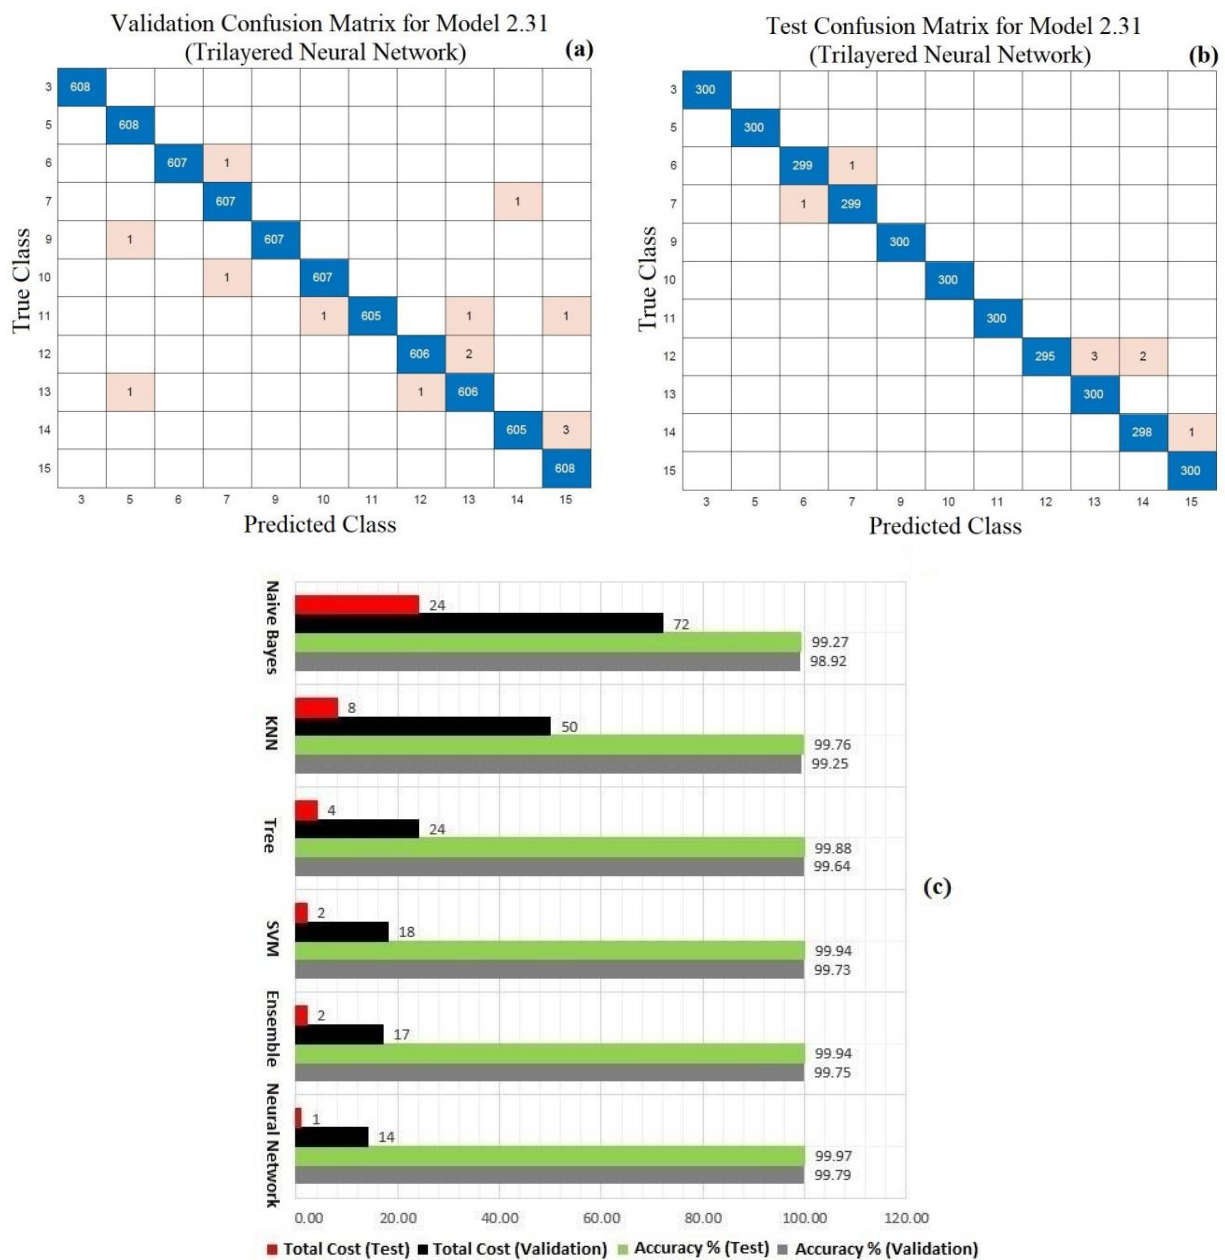 Validation Confusion Matrix for Model 2.31
(Trilayered Neural Network)
(a)
True Class
3 608
5 608
6 607 1
7 607 1
9 1 607
10 1 607
11 1 605 1 1
12 606 2
13 1 1 606
14 605 3
15 608
3 5 6 7 9 10 11 12 13 14 15
Predicted Class
Test Confusion Matrix for Model 2.31
(Trilayered Neural Network)
(b)
True Class
3 300
5 300
6 299 1
7 1 299
9 300
10 300
11 300
12 295 3 2
13 300
14 298 1
15 300
3 5 6 7 9 10 11 12 13 14 15
Predicted Class
Naive Bayes
24
72
99.27
98.92
KNN
8
50
99.76
99.25
Tree
4
24
99.88
99.64
(c)
SVM
2
18
99.94
99.73
Ensemble
2
17
99.94
99.75
Neural Network
1
14
99.97
99.79
0.00 20.00 40.00 60.00 80.00 100.00 120.00
Total Cost (Test) Total Cost (Validation) Accuracy % (Test) Accuracy % (Validation)